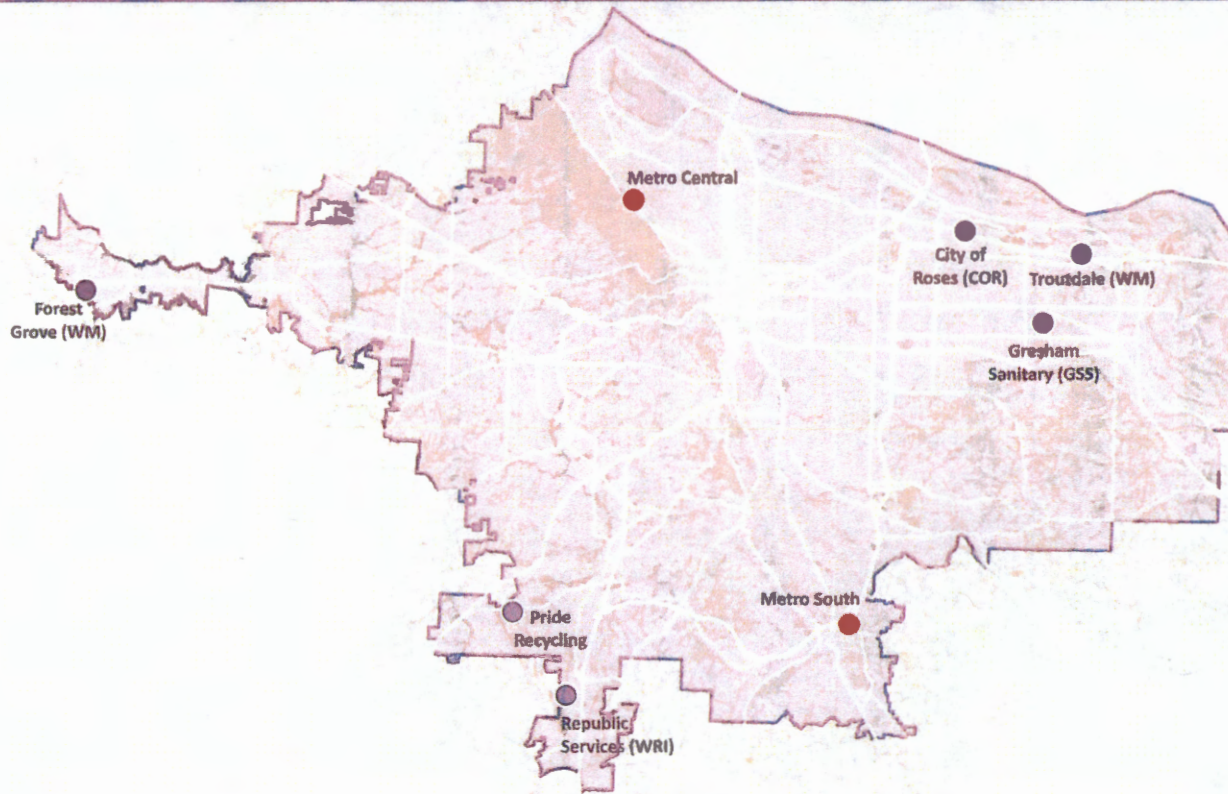 Metro Central
City of
Roses (COR)
Troutdale (WM)
Forest
Grove (WM)
Gresham
Sanitary (GSS)
Metro South
Pride
Recycling
Republic
Services (WRI)